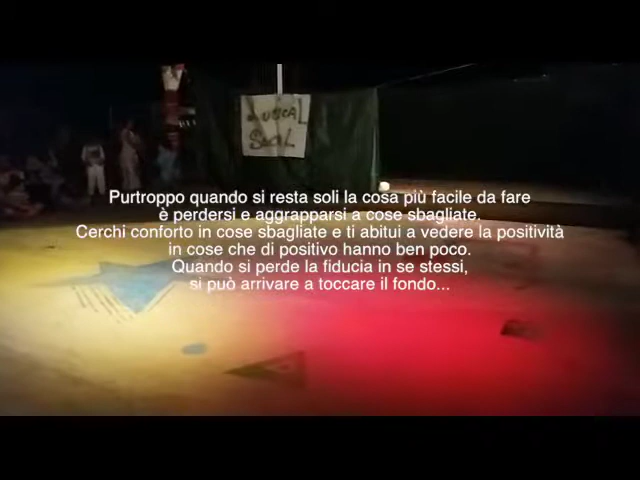 Purtroppo quando si resta soli la cosa più facile da fare
è perdersi e aggrapparsi a cose sbagliate.
Cerchi conforto in cose sbagliate e ti abitui a vedere la positività
in cose che di positivo hanno ben poco.
Quando si perde la fiducia in se stessi,
si può arrivare a toccare il fondo...